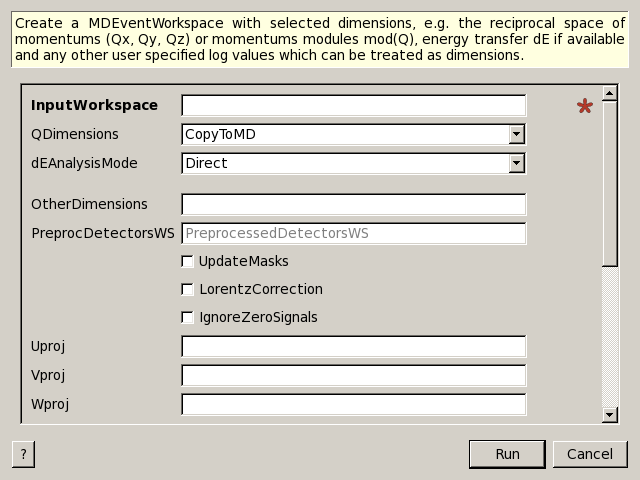 Create a MDEventWorkspace with selected dimensions, e.g. the reciprocal space of
momentums (Qx, Qy, Qz) or momentums modules mod(Q), energy transfer dE if available
and any other user specified log values which can be treated as dimensions.
InputWorkspace
QDimensions CopyToMD
dEAnalysisMode Direct
OtherDimensions
PreprocDetectorsWS PreprocessedDetectorsWS
UpdateMasks
LorentzCorrection
IgnoreZeroSignals
Uproj
Vproj
Wproj
? Run Cancel